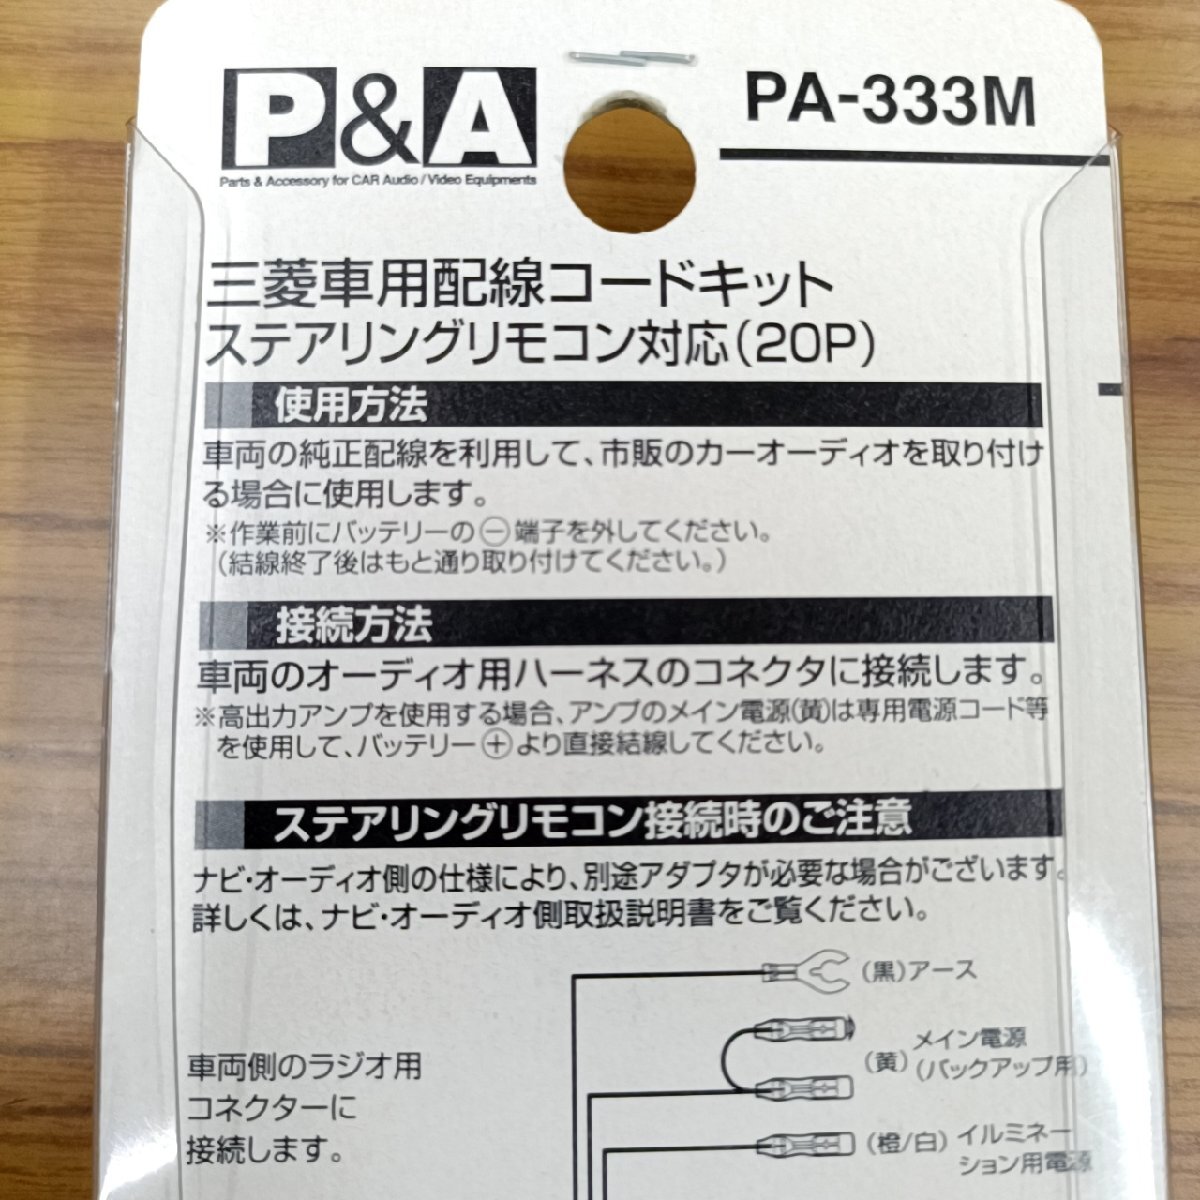 P&A
Parts & Accessory for CAR Audio / Video Equipments
PA-333M
三菱車用配線コードキット
ステアリングリモコン対応(20P)
使用方法
車両の純正配線を利用して、市販のカーオーディオを取り付け
る場合に使用します。
※作業前にバッテリーの⊖端子を外してください。
(結線終了後はもと通り取り付けてください。)
接続方法
車両のオーディオ用ハーネスのコネクタに接続します。
※高出力アンプを使用する場合、アンプのメイン電源(黄)は専用電源コード等
を使用して、バッテリー⊕より直接結線してください。
ステアリングリモコン接続時のご注意
ナビ・オーディオ側の仕様により、別途アダプタが必要な場合がございます。
詳しくは、ナビ・オーディオ側取扱説明書をご覧ください。
(黒)アース
車両側のラジオ用
コネクターに
接続します。
(黄)
メイン電源
(バックアップ用)
(橙/白)
イルミネー
ション用電源